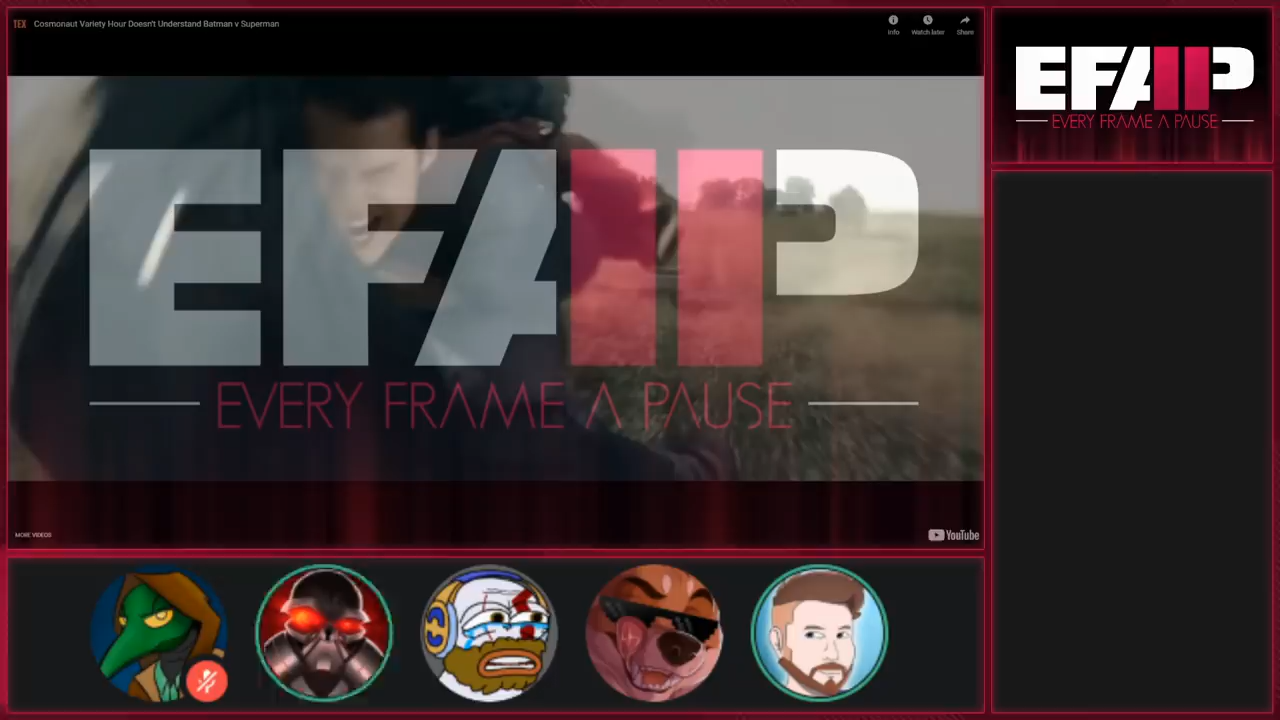 TEX Cosmonaut Variety Hour Doesn't Understand Batman v Superman
Info
Watch later
Share
EFAP
EVERY FRAME A PAUSE
MORE VIDEOS
YouTube
EFAP
EVERY FRAME A PAUSE